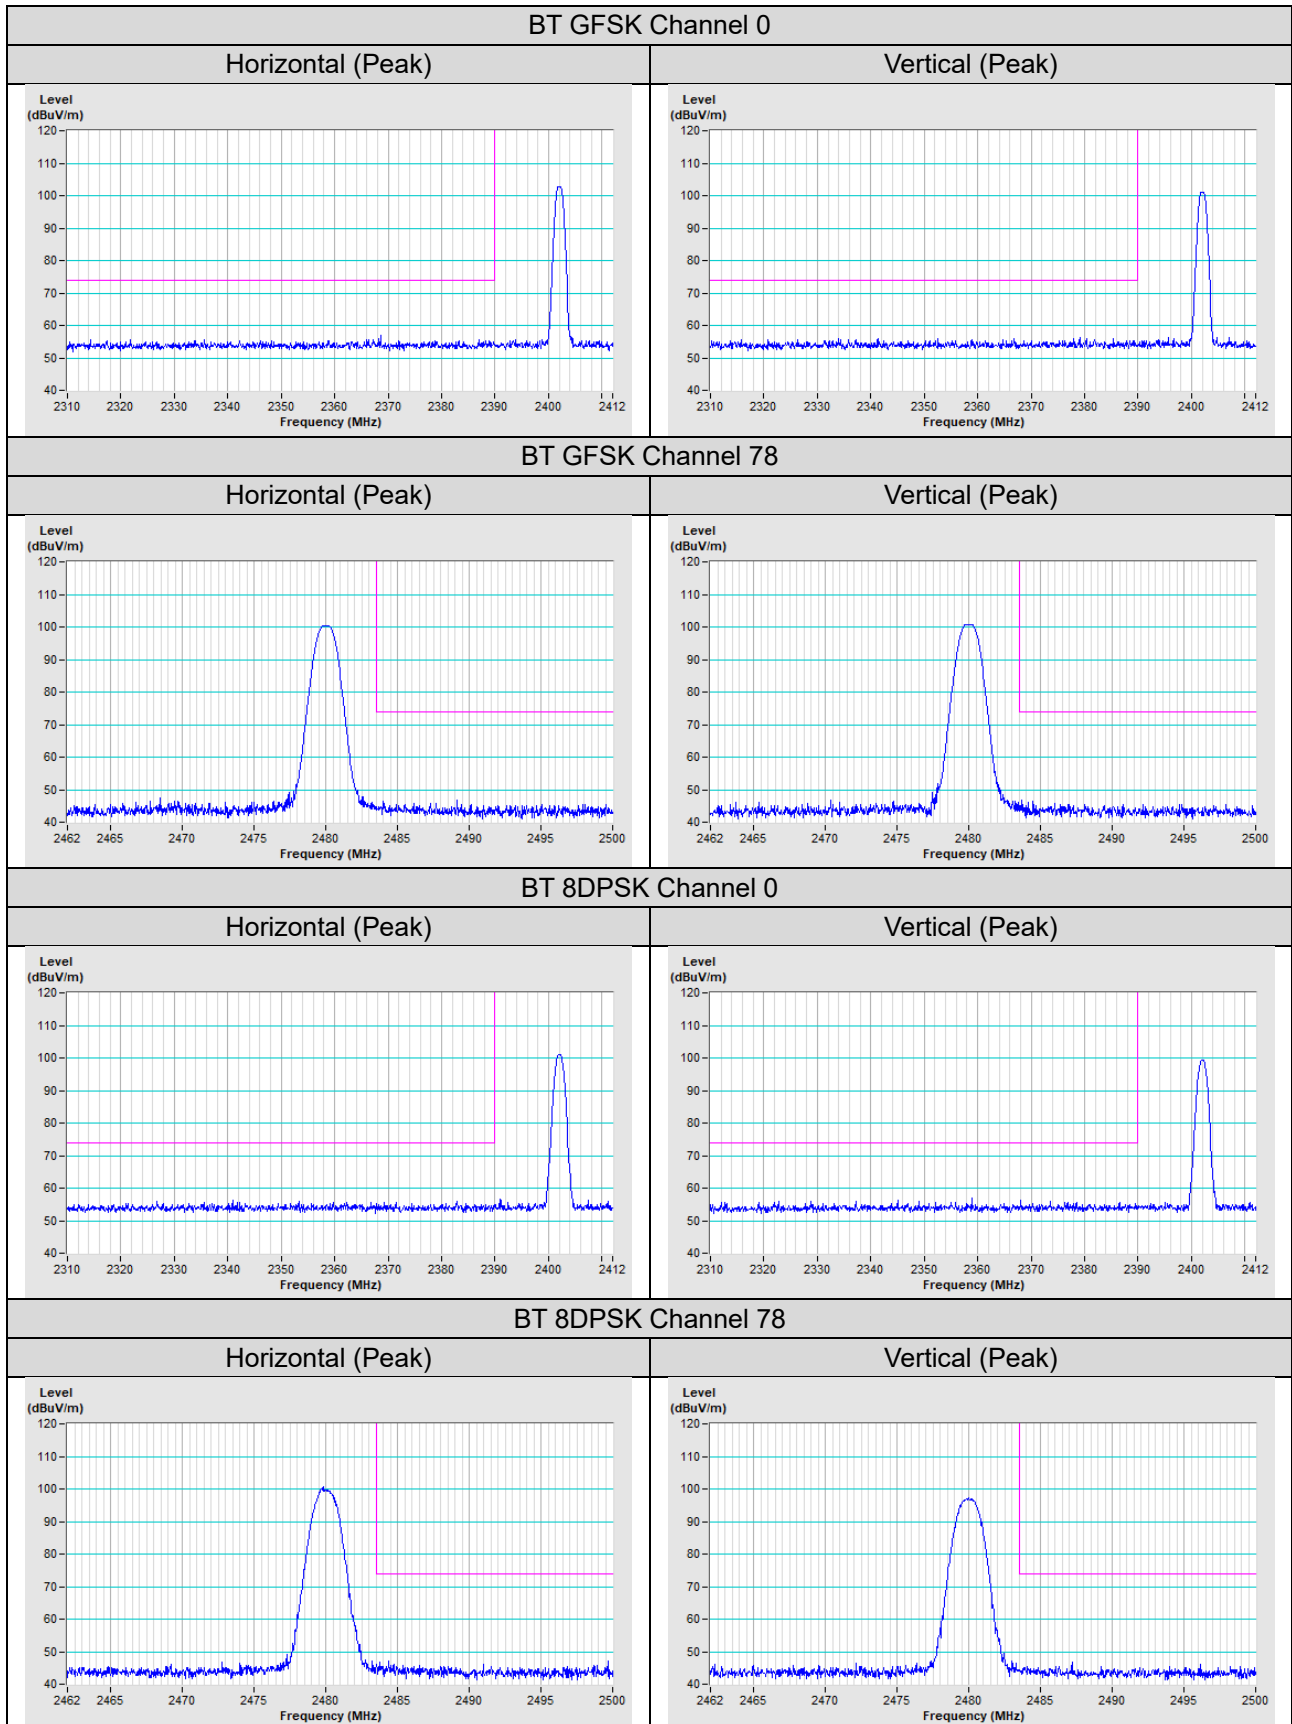 BT GFSK Channel 0
Horizontal (Peak) Vertical (Peak)
Level
(dBuV/m)
120
110
100
90
80
70
60
50
40
2310 2320 2330 2340 2350 2360 2370 2380 2390 2400 2412
Frequency (MHz)
Level
(dBuV/m)
120
110
100
90
80
70
60
50
40
2310 2320 2330 2340 2350 2360 2370 2380 2390 2400 2412
Frequency (MHz)
BT GFSK Channel 78
Horizontal (Peak) Vertical (Peak)
Level
(dBuV/m)
120
110
100
90
80
70
60
50
40
2462 2465 2470 2475 2480 2485 2490 2495 2500
Frequency (MHz)
Level
(dBuV/m)
120
110
100
90
80
70
60
50
40
2462 2465 2470 2475 2480 2485 2490 2495 2500
Frequency (MHz)
BT 8DPSK Channel 0
Horizontal (Peak) Vertical (Peak)
Level
(dBuV/m)
120
110
100
90
80
70
60
50
40
2310 2320 2330 2340 2350 2360 2370 2380 2390 2400 2412
Frequency (MHz)
Level
(dBuV/m)
120
110
100
90
80
70
60
50
40
2310 2320 2330 2340 2350 2360 2370 2380 2390 2400 2412
Frequency (MHz)
BT 8DPSK Channel 78
Horizontal (Peak) Vertical (Peak)
Level
(dBuV/m)
120
110
100
90
80
70
60
50
40
2462 2465 2470 2475 2480 2485 2490 2495 2500
Frequency (MHz)
Level
(dBuV/m)
120
110
100
90
80
70
60
50
40
2462 2465 2470 2475 2480 2485 2490 2495 2500
Frequency (MHz)